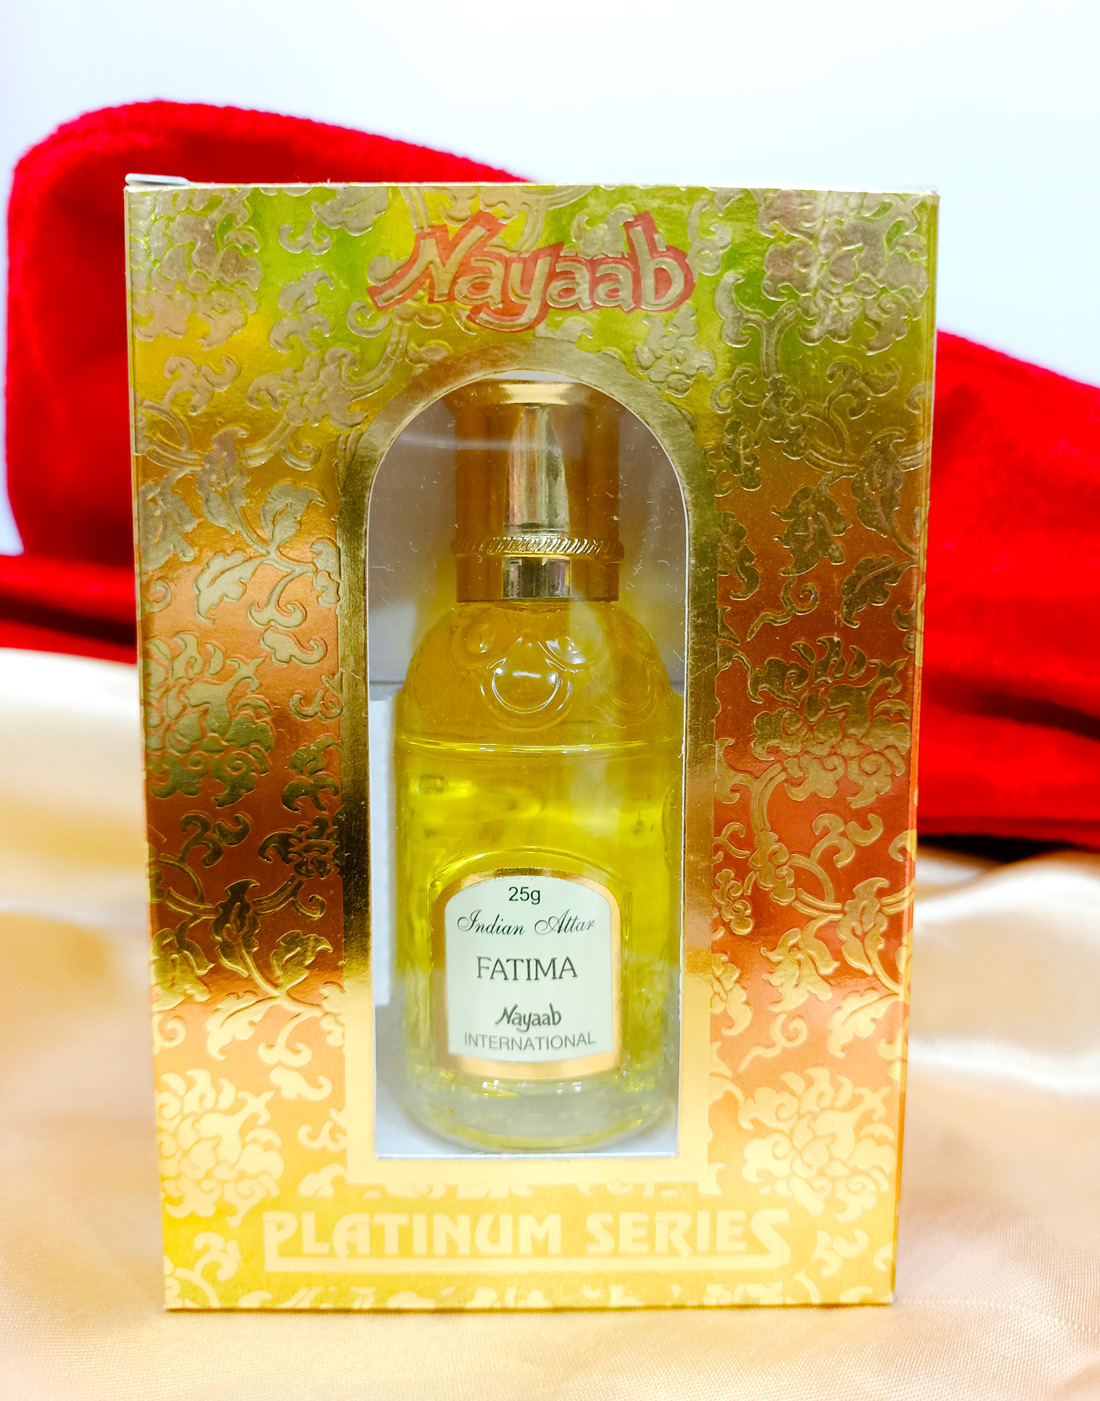 Nayaab
25g
Indian Attar
FATIMA
Nayaab
INTERNATIONAL
PLATINUM SERIES